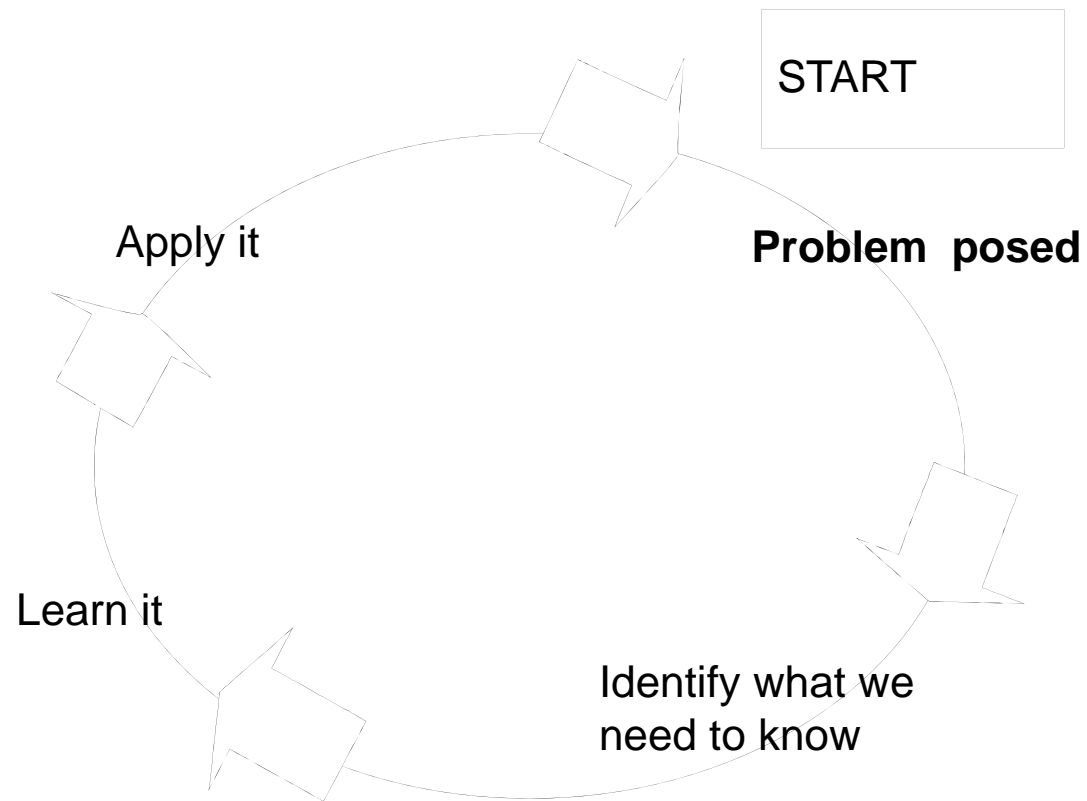 START
Problem posed
Identify what we
need to know
Learn it
Apply it